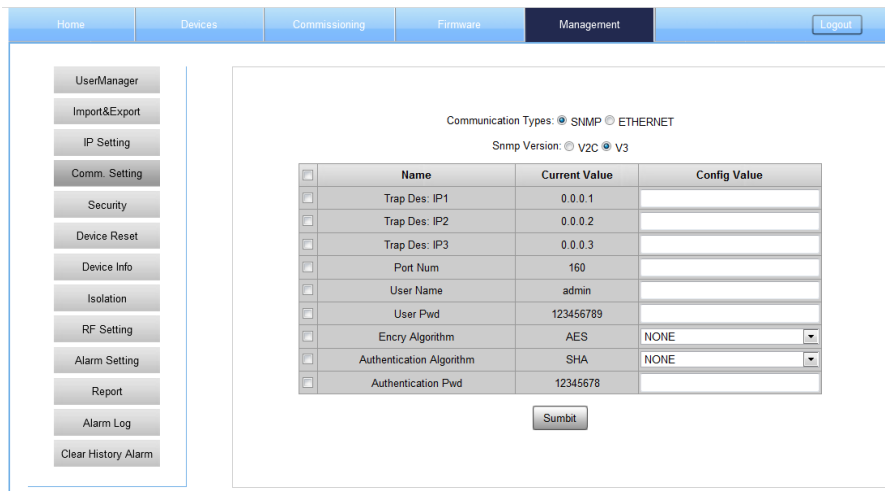 Home Devices Commissioning Firmware Management Logout
UserManager
Import&Export
IP Setting
Comm. Setting
Security
Device Reset
Device Info
Isolation
RF Setting
Alarm Setting
Report
Alarm Log
Clear History Alarm
Communication Types: SNMP ETHERNET
Snmp Version: V2C V3
Name Current Value Config Value
Trap Des: IP1 0.0.0.1
Trap Des: IP2 0.0.0.2
Trap Des: IP3 0.0.0.3
Port Num 160
User Name admin
User Pwd 123456789
Encry Algorithm AES NONE
Authentication Algorithm SHA NONE
Authentication Pwd 12345678
Sumbit